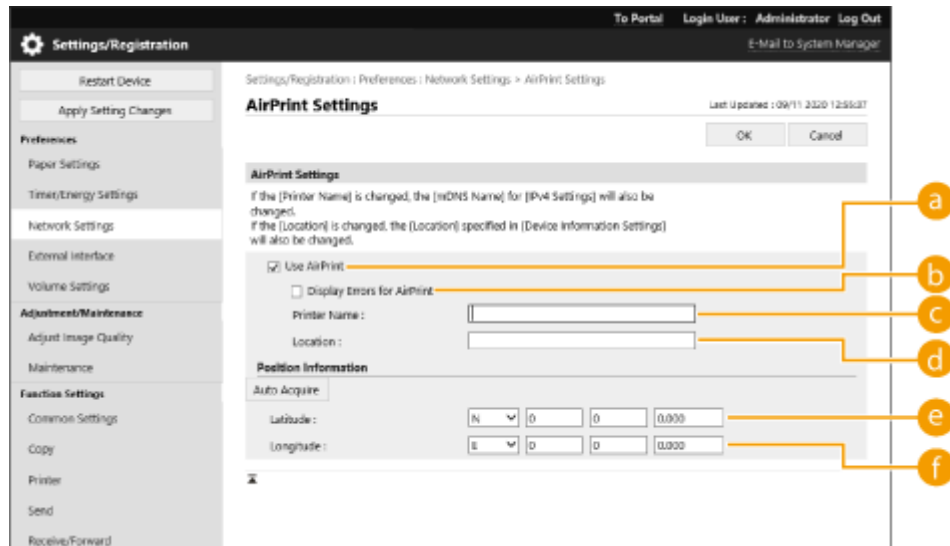 To Portal Login User : Administrator Log Out
Settings/Registration
E-Mail to System Manager
Restart Device
Apply Setting Changes
Preferences
Paper Settings
Timer/Energy Settings
Network Settings
External Interface
Volume Settings
Adjustment/Maintenance
Adjust Image Quality
Maintenance
Function Settings
Common Settings
Copy
Printer
Send
Receive/Forward
Settings/Registration : Preferences : Network Settings > AirPrint Settings
AirPrint Settings
Last Updated : 09/11 2020 12:55:37
OK Cancel
AirPrint Settings
If the [Printer Name] is changed, the [mDNS Name] for [IPv4 Settings] will also be
changed.
If the [Location] is changed, the [Location] specified in [Device Information Settings]
will also be changed.
Use AirPrint
Display Errors for AirPrint
Printer Name :
Location :
Position Information
Auto Acquire
Latitude : N 0 0 0.000
Longitude : E 0 0 0.000
a
b
c
d
e
f